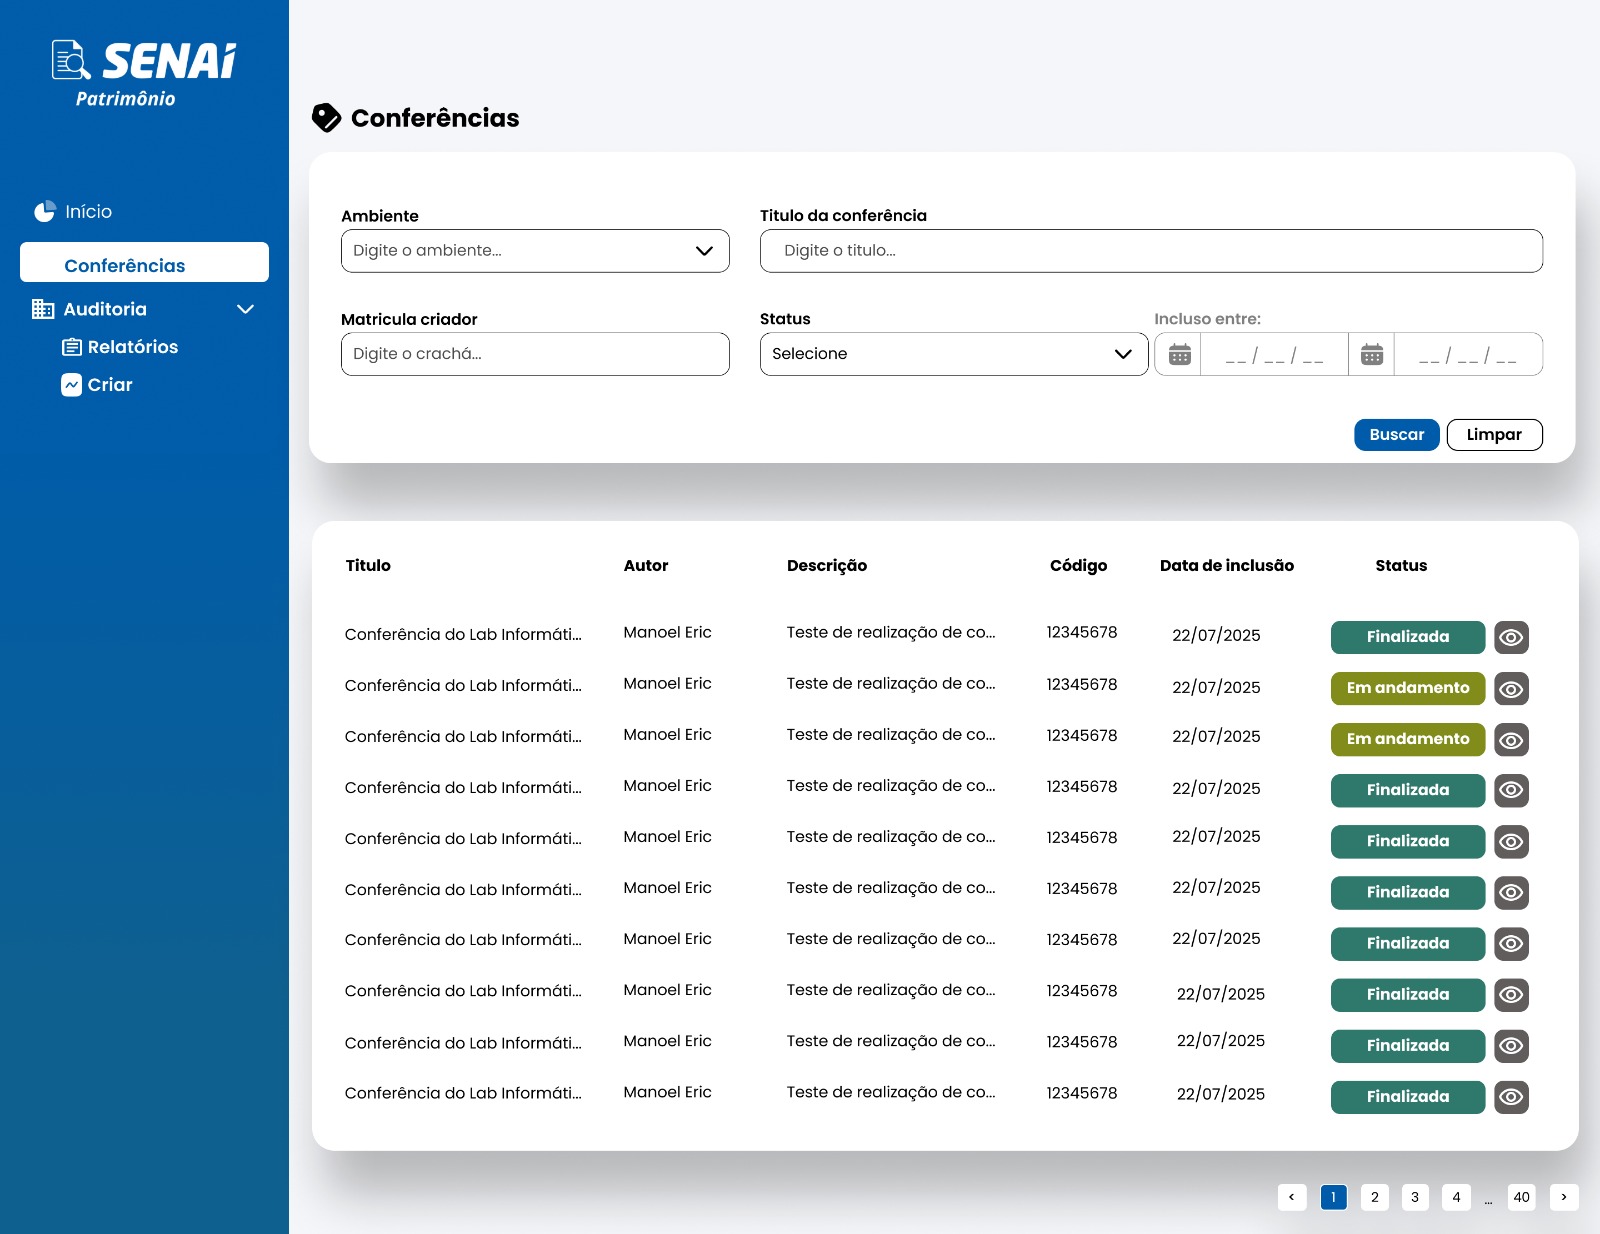 SENAI
Patrimônio
Início
Conferências
Auditoria
Relatórios
Criar
Conferências
Ambiente
Titulo da conferência
Digite o ambiente...
Digite o titulo...
Matricula criador
Status
Incluso entre:
Digite o crachá...
Selecione
__ / __ / __
__ / __ / __
Buscar
Limpar
Titulo Autor Descrição Código Data de inclusão Status
Conferência do Lab Informáti... Manoel Eric Teste de realização de co... 12345678 22/07/2025 Finalizada
Conferência do Lab Informáti... Manoel Eric Teste de realização de co... 12345678 22/07/2025 Em andamento
Conferência do Lab Informáti... Manoel Eric Teste de realização de co... 12345678 22/07/2025 Em andamento
Conferência do Lab Informáti... Manoel Eric Teste de realização de co... 12345678 22/07/2025 Finalizada
Conferência do Lab Informáti... Manoel Eric Teste de realização de co... 12345678 22/07/2025 Finalizada
Conferência do Lab Informáti... Manoel Eric Teste de realização de co... 12345678 22/07/2025 Finalizada
Conferência do Lab Informáti... Manoel Eric Teste de realização de co... 12345678 22/07/2025 Finalizada
Conferência do Lab Informáti... Manoel Eric Teste de realização de co... 12345678 22/07/2025 Finalizada
Conferência do Lab Informáti... Manoel Eric Teste de realização de co... 12345678 22/07/2025 Finalizada
Conferência do Lab Informáti... Manoel Eric Teste de realização de co... 12345678 22/07/2025 Finalizada
< 1 2 3 4 ... 40 >